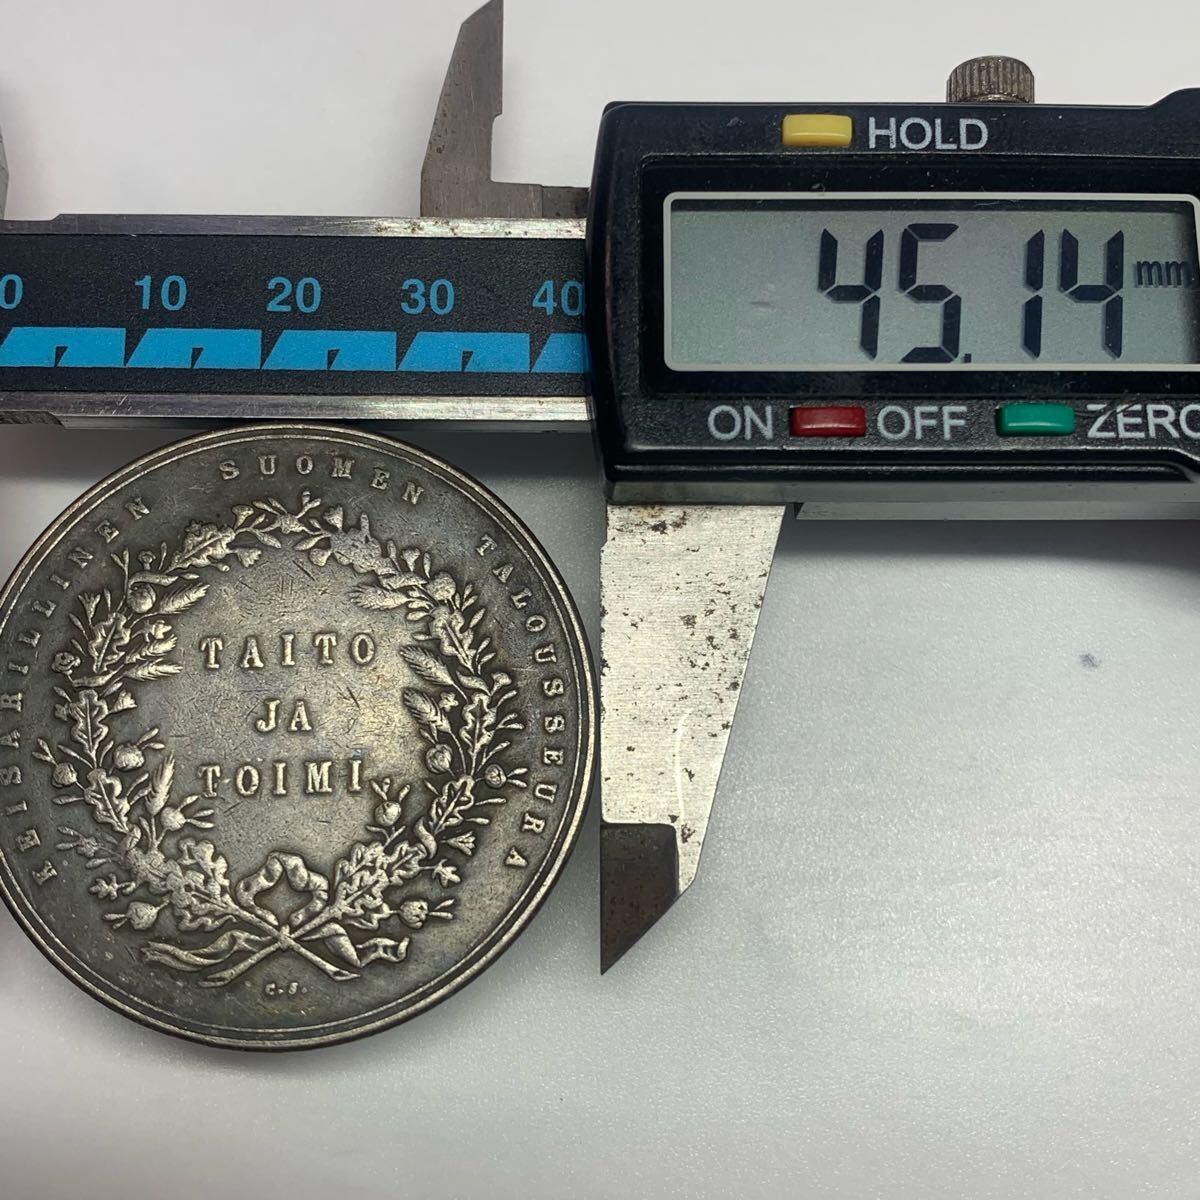 HOLD
45.14 mm
0 10 20 30 40
ON OFF ZERO
KEISARILLINEN SUOMEN TALOUSSEURA
TAITO
JA
TOIMI
C.S.